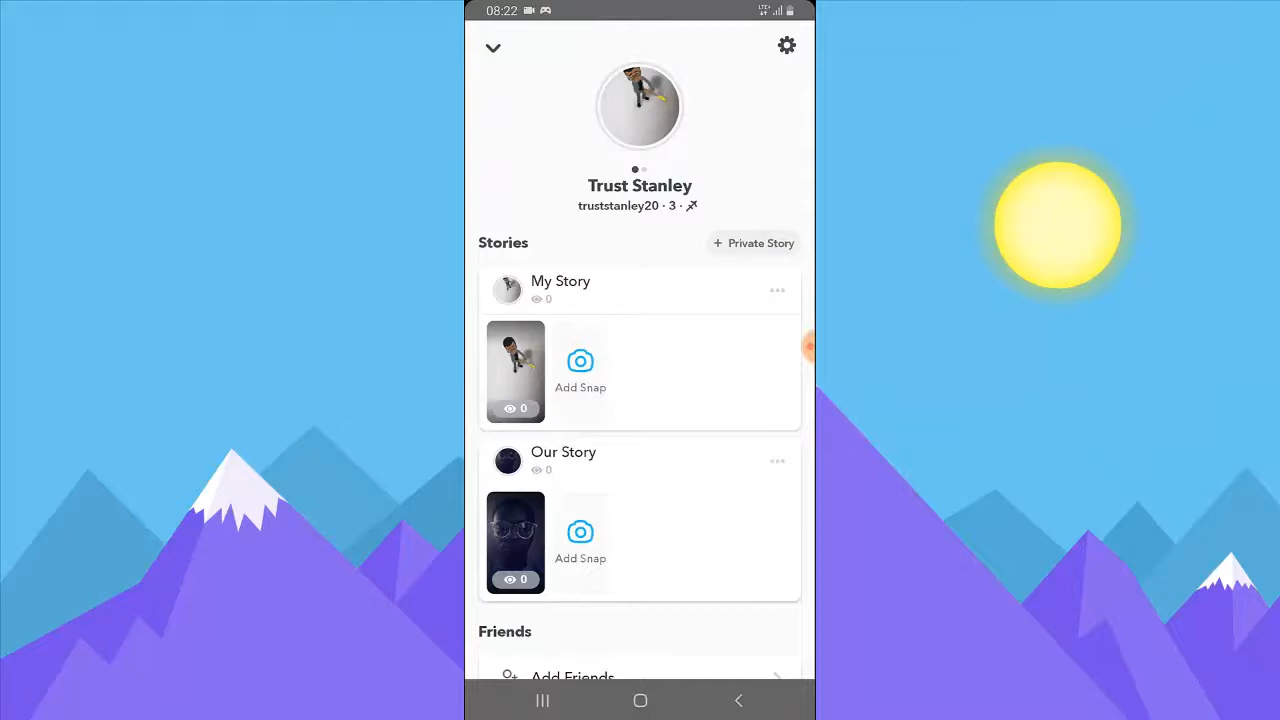 08:22
LTE+
Trust Stanley
truststanley20 · 3 · ♐
Stories
+ Private Story
My Story
0
0
Add Snap
Our Story
0
0
Add Snap
Friends
Add Friends